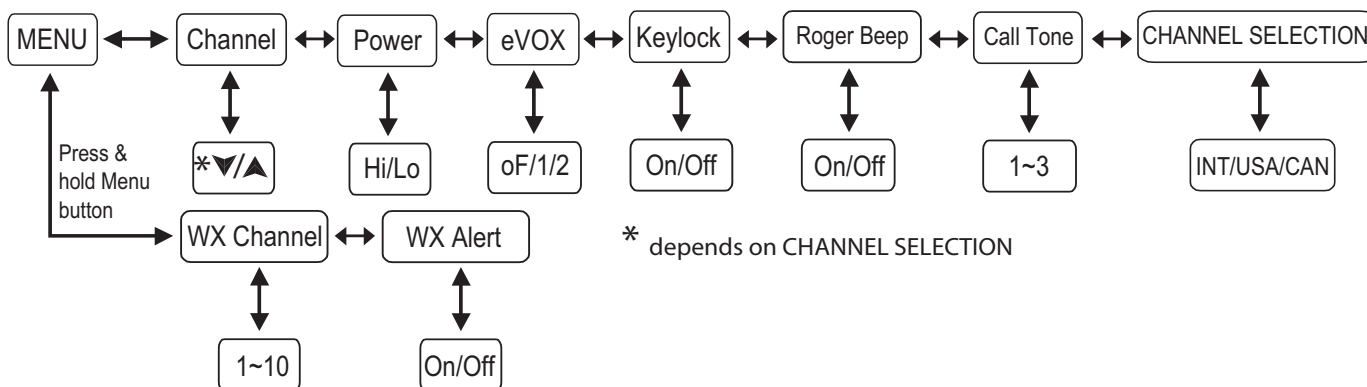 MENU
Channel
Power
eVOX
Keylock
Roger Beep
Call Tone
CHANNEL SELECTION
Press &
hold Menu
button
*▼/▲
Hi/Lo
oF/1/2
On/Off
On/Off
1~3
INT/USA/CAN
WX Channel
WX Alert
* depends on CHANNEL SELECTION
1~10
On/Off